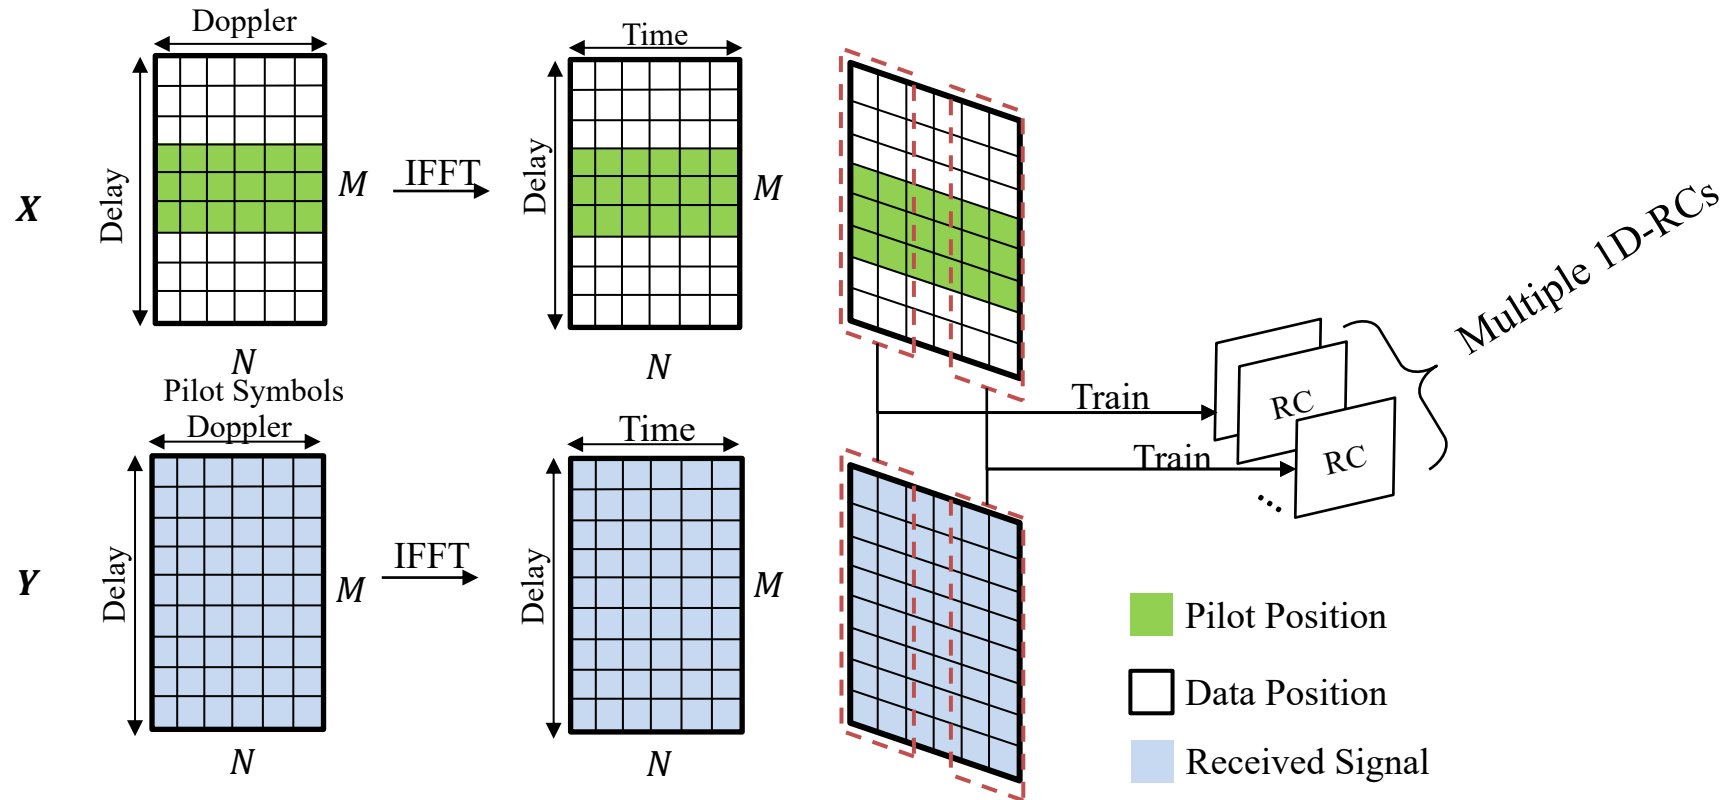 Doppler
Time
Delay
M
IFFT
Delay
M
X
N
N
Pilot Symbols
Doppler
Time
Delay
M
IFFT
Delay
M
Y
N
N
Train
Train
RC
RC
...
Multiple 1D-RCs
Pilot Position
Data Position
Received Signal